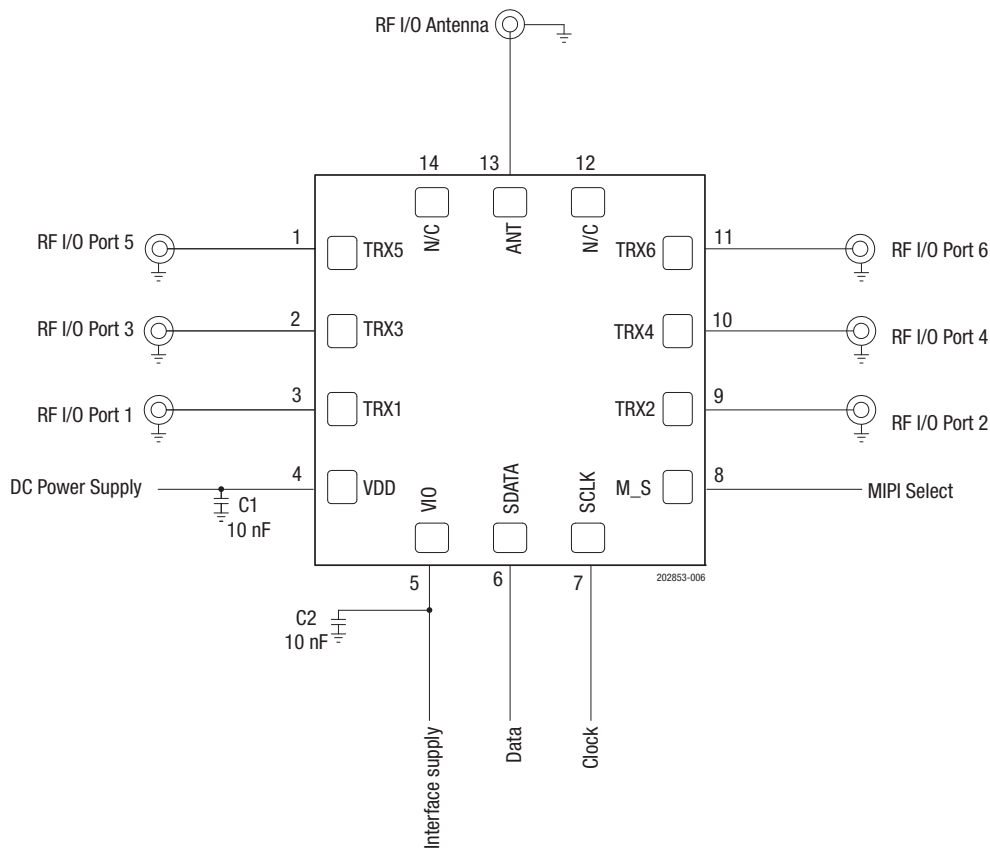 RF I/O Antenna
14 13 12
RF I/O Port 5 1 TRX5 N/C ANT N/C TRX6 11 RF I/O Port 6
RF I/O Port 3 2 TRX3 TRX4 10 RF I/O Port 4
RF I/O Port 1 3 TRX1 TRX2 9 RF I/O Port 2
DC Power Supply 4 VDD VIO SDATA SCLK M_S 8 MIPI Select
C1
10 nF
5 6 7 202853-006
C2
10 nF
Interface supply
Data
Clock